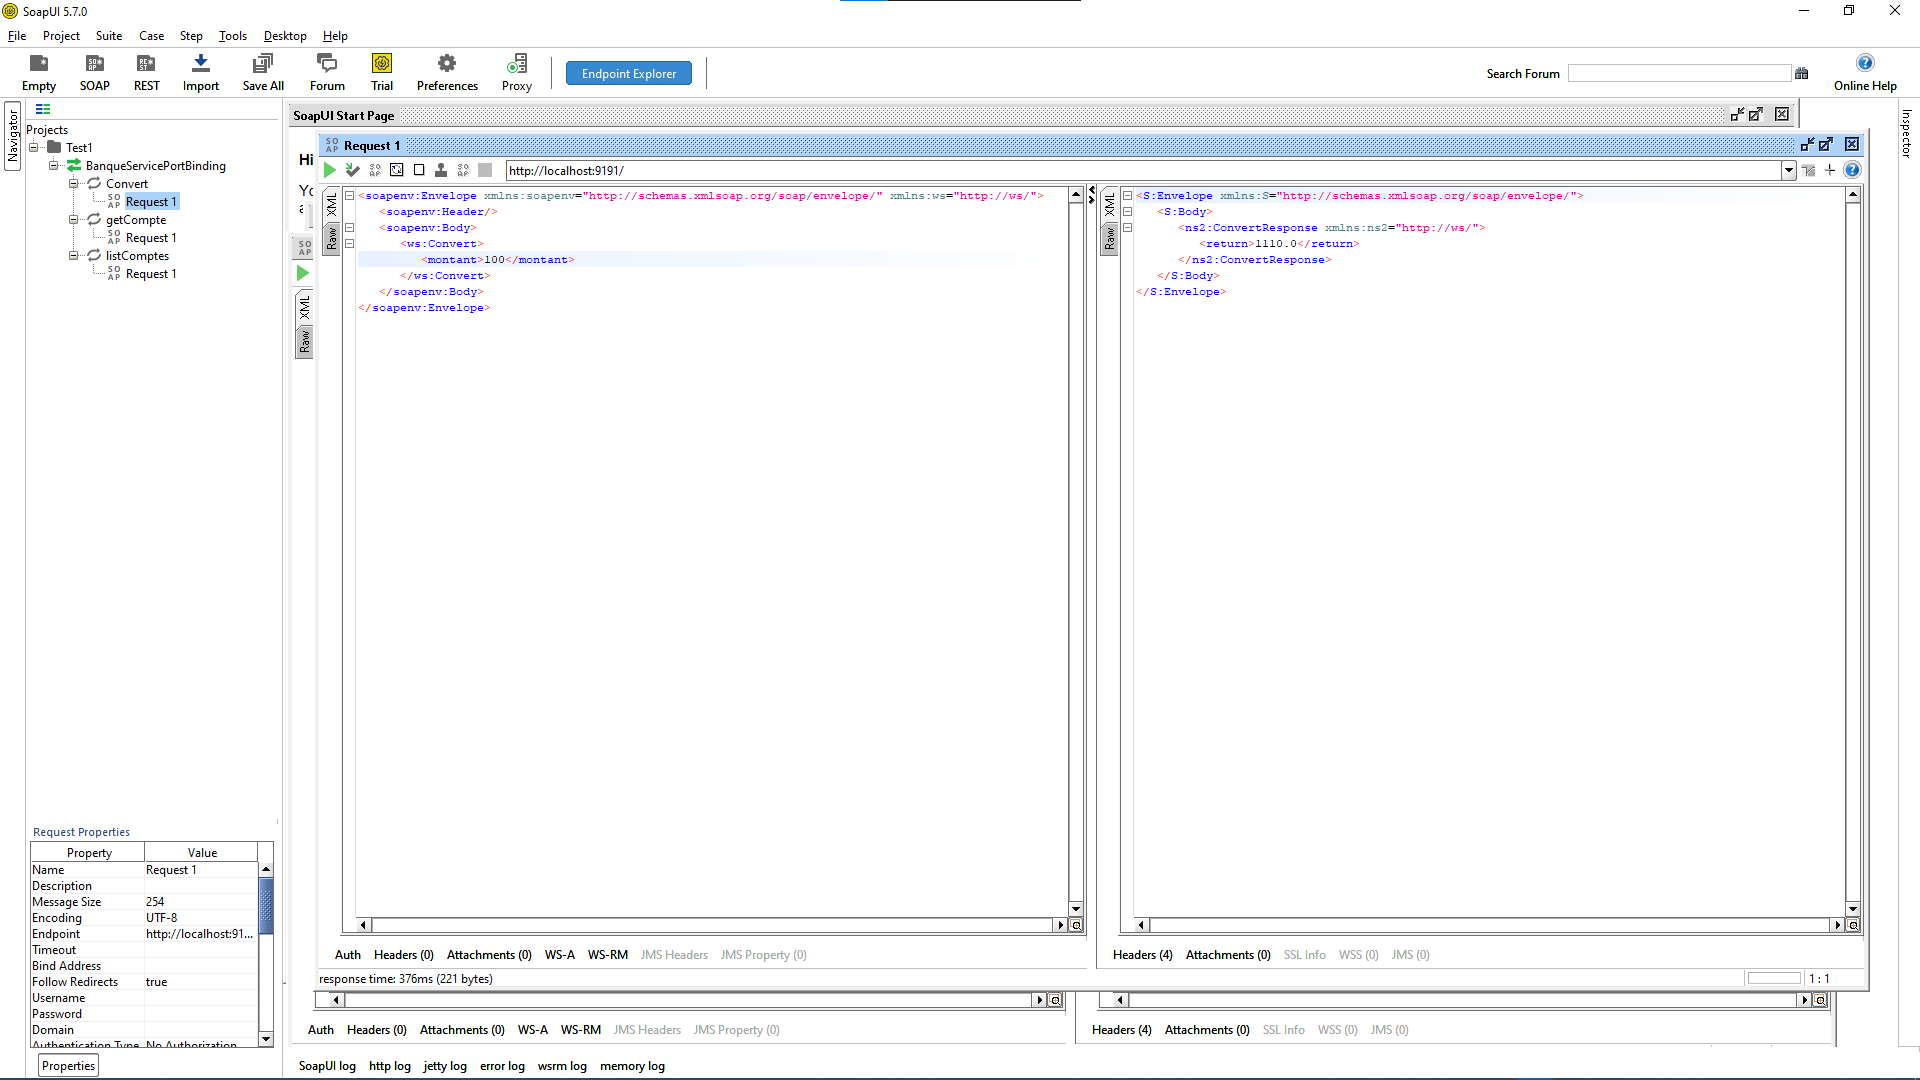 SoapUI 5.7.0
File Project Suite Case Step Tools Desktop Help
Empty SOAP REST Import Save All Forum Trial Preferences Proxy
Endpoint Explorer
Search Forum
Online Help
Navigator
Projects
Test1
BanqueServicePortBinding
Convert
Request 1
getCompte
Request 1
listComptes
Request 1
Request Properties
Property Value
Name Request 1
Description
Message Size 254
Encoding UTF-8
Endpoint http://localhost:91...
Timeout
Bind Address
Follow Redirects true
Username
Password
Domain
Authentication Type No Authorization
Properties
SoapUI Start Page
Hi
Request 1
http://localhost:9191/
XML
Raw
<soapenv:Envelope xmlns:soapenv="http://schemas.xmlsoap.org/soap/envelope/" xmlns:ws="http://ws/">
<soapenv:Header/>
<soapenv:Body>
<ws:Convert>
<montant>100</montant>
</ws:Convert>
</soapenv:Body>
</soapenv:Envelope>
XML
Raw
<S:Envelope xmlns:S="http://schemas.xmlsoap.org/soap/envelope/">
<S:Body>
<ns2:ConvertResponse xmlns:ns2="http://ws/">
<return>1110.0</return>
</ns2:ConvertResponse>
</S:Body>
</S:Envelope>
XML
Raw
Auth Headers (0) Attachments (0) WS-A WS-RM JMS Headers JMS Property (0)
Headers (4) Attachments (0) SSL Info WSS (0) JMS (0)
response time: 376ms (221 bytes)
1 : 1
Auth Headers (0) Attachments (0) WS-A WS-RM JMS Headers JMS Property (0)
Headers (4) Attachments (0) SSL Info WSS (0) JMS (0)
SoapUI log http log jetty log error log wsrm log memory log
Inspector